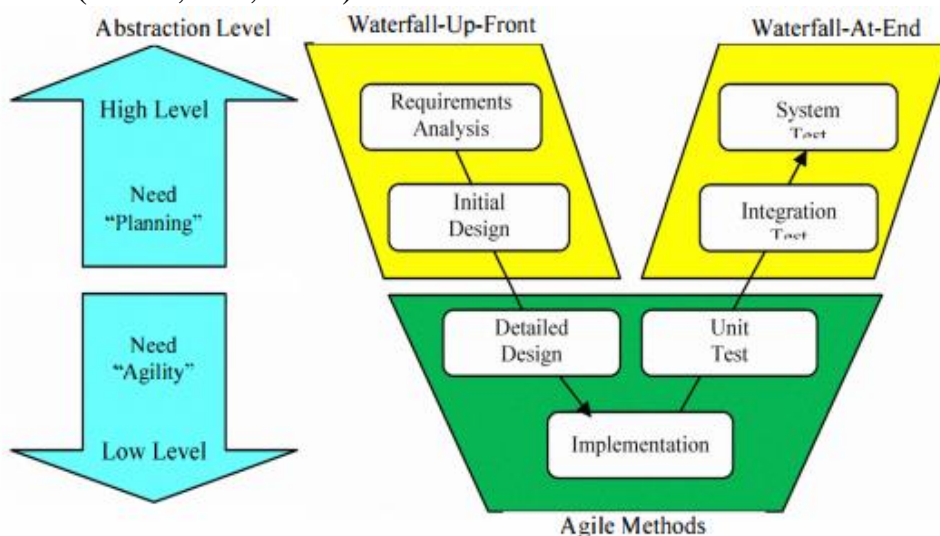 Abstraction Level
Waterfall-Up-Front
Waterfall-At-End
High Level
Need
“Planning”
Need
“Agility”
Low Level
Requirements
Analysis
Initial
Design
System
Test
Integration
Test
Detailed
Design
Unit
Test
Implementation
Agile Methods